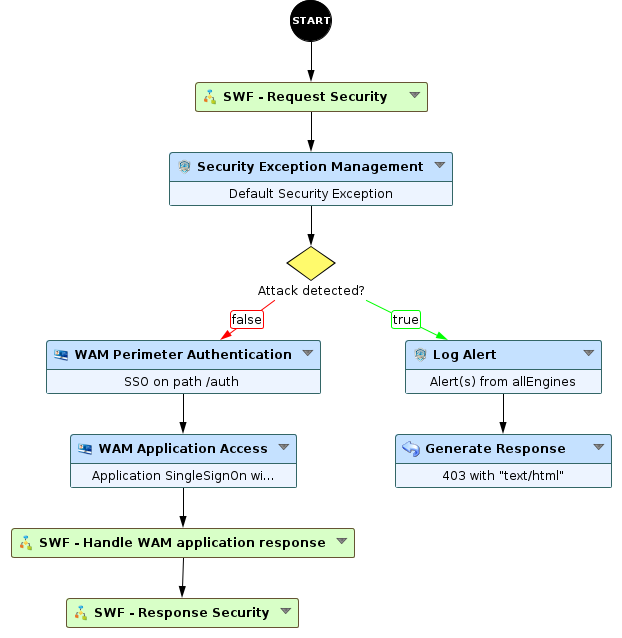 START
SWF - Request Security
Security Exception Management
Default Security Exception
Attack detected?
false
true
WAM Perimeter Authentication
SSO on path /auth
Log Alert
Alert(s) from allEngines
WAM Application Access
Application SingleSignOn wi...
Generate Response
403 with "text/html"
SWF - Handle WAM application response
SWF - Response Security